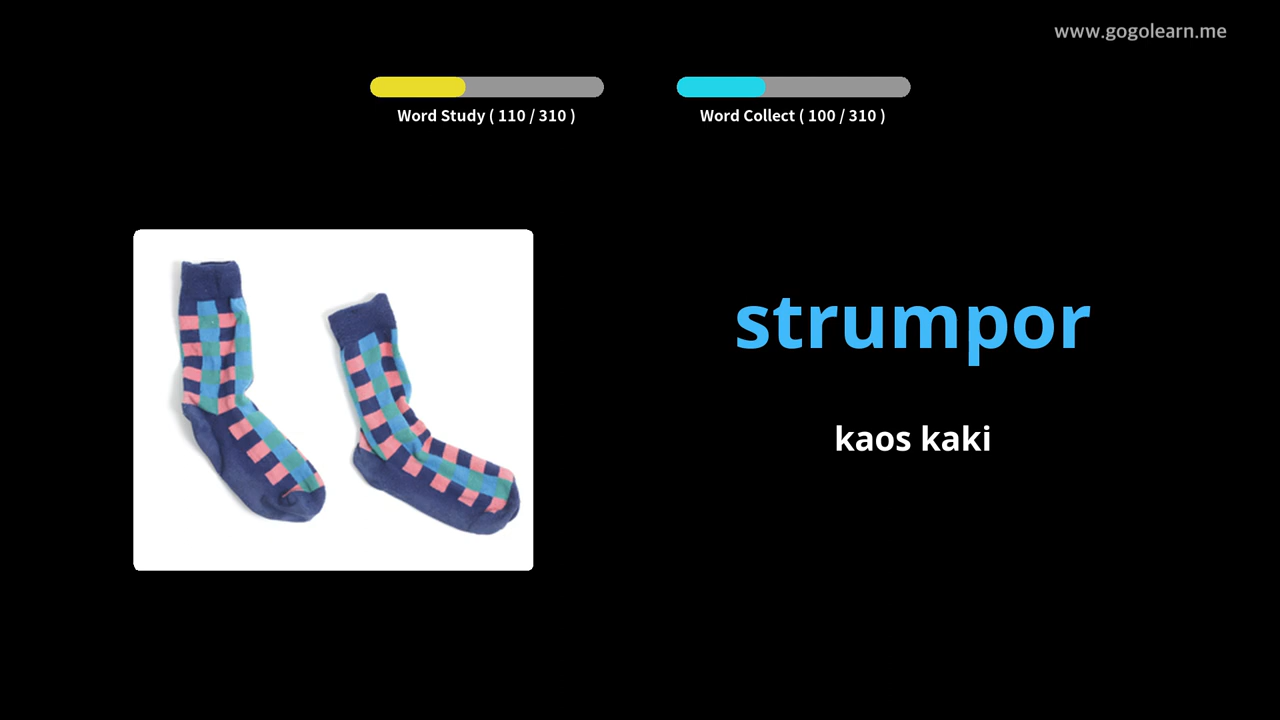 www.gogolearn.me
Word Study ( 110 / 310 )
Word Collect ( 100 / 310 )
strumpor
kaos kaki